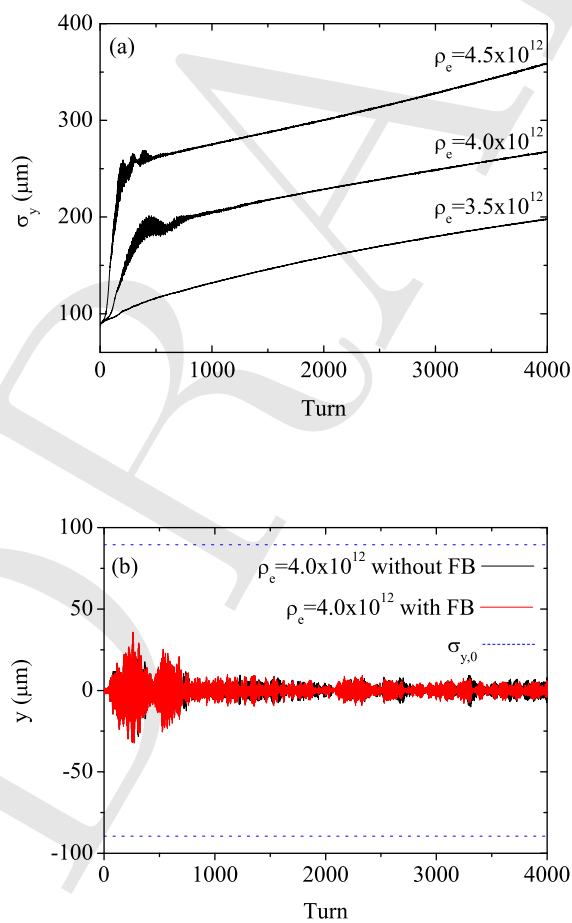 400
(a)
ρe=4.5x10^12
300
ρe=4.0x10^12
σy (μm)
200
ρe=3.5x10^12
100
0 1000 2000 3000 4000
Turn
100
(b)
ρe=4.0x10^12 without FB
50
ρe=4.0x10^12 with FB
σy,0
y (μm)
0
-50
-100
0 1000 2000 3000 4000
Turn
DRA